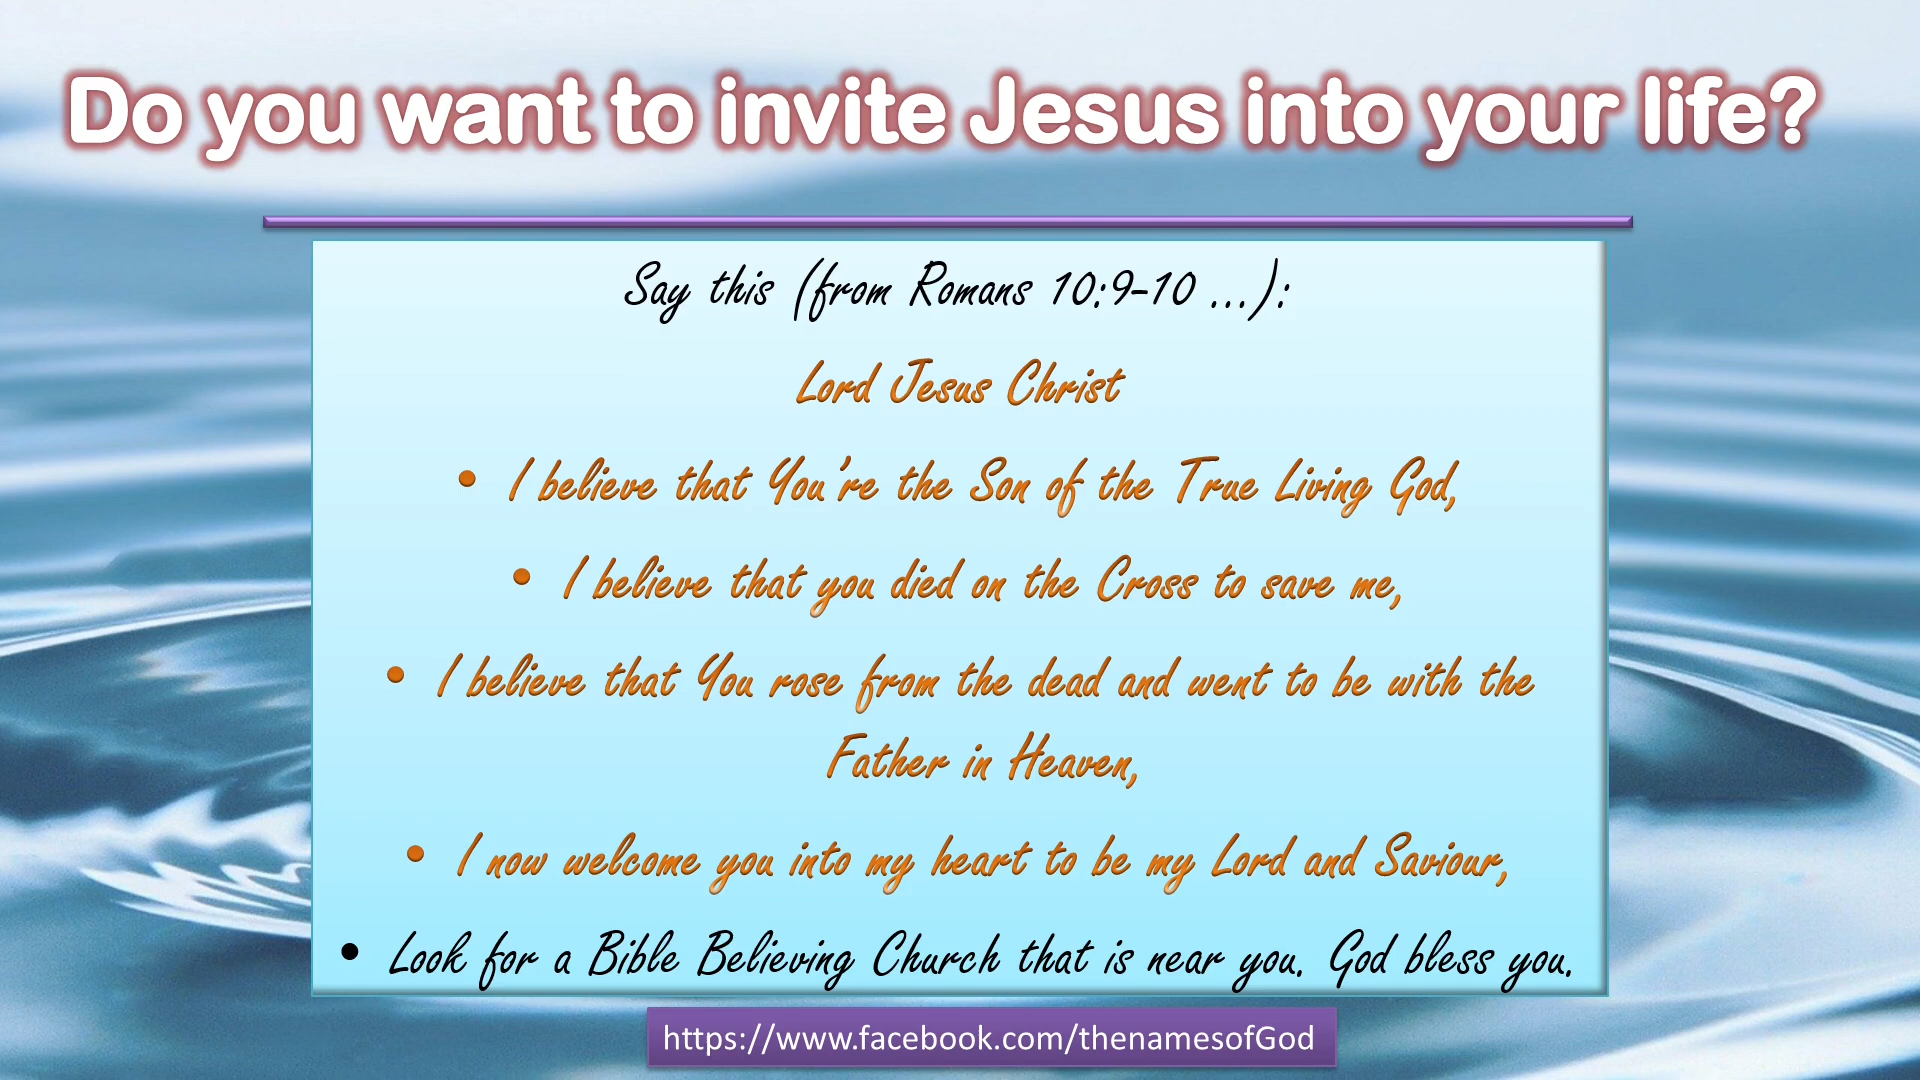 Do you want to invite Jesus into your life?
Say this (from Romans 10:9-10 ...):
Lord Jesus Christ
• I believe that You're the Son of the True Living God,
• I believe that you died on the Cross to save me,
• I believe that You rose from the dead and went to be with the
Father in Heaven,
• I now welcome you into my heart to be my Lord and Saviour,
• Look for a Bible Believing Church that is near you. God bless you.
https://www.facebook.com/thenamesofGod